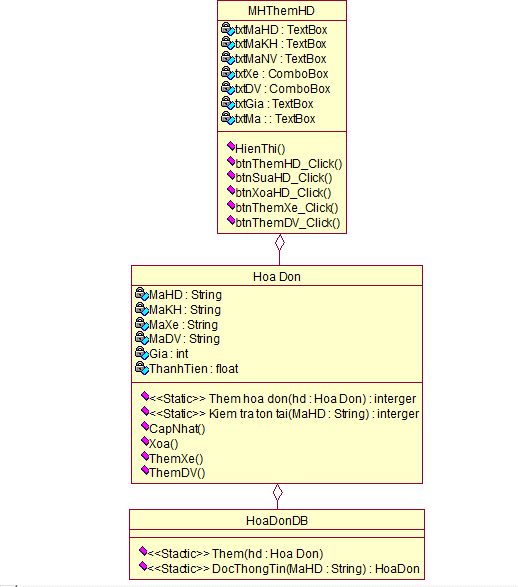 MHThemHD
txtMaHD : TextBox
txtMaKH : TextBox
txtMaNV : TextBox
txtXe : ComboBox
txtDV : ComboBox
txtGia : TextBox
txtMa : : TextBox
HienThi()
btnThemHD_Click()
btnSuaHD_Click()
btnXoaHD_Click()
btnThemXe_Click()
btnThemDV_Click()
Hoa Don
MaHD : String
MaKH : String
MaXe : String
MaDV : String
Gia : int
ThanhTien : float
<<Static>> Them hoa don(hd : Hoa Don) : interger
<<Static>> Kiem tra ton tai(MaHD : String) : interger
CapNhat()
Xoa()
ThemXe()
ThemDV()
HoaDonDB
<<Stactic>> Them(hd : Hoa Don)
<<Stactic>> DocThongTin(MaHD : String) : HoaDon